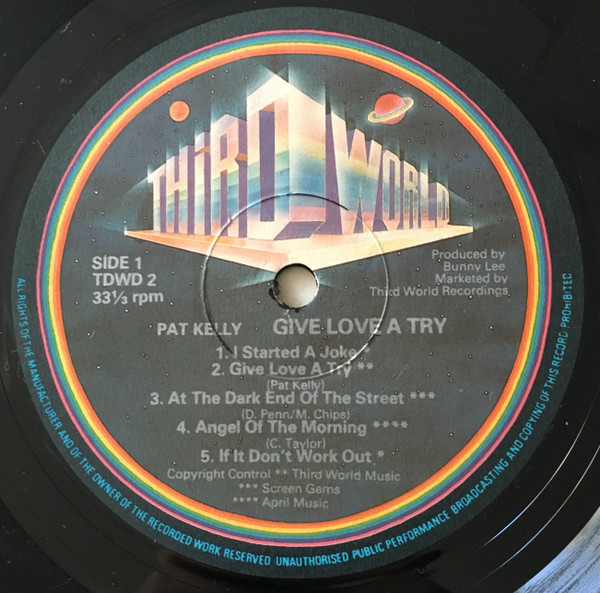 THIRD WORLD
SIDE 1
TDWD 2
33⅓ rpm
Produced by
Bunny Lee
Marketed by
Third World Recordings
PAT KELLY GIVE LOVE A TRY
1. I Started A Joke *
2. Give Love A Try **
(Pat Kelly)
3. At The Dark End Of The Street ***
(D. Penn/M. Chips)
4. Angel Of The Morning ****
(C. Taylor)
5. If It Don't Work Out *
Copyright Control ** Third World Music
*** Screen Gems
**** April Music
ALL RIGHTS OF THE MANUFACTURER AND OF THE OWNER OF THE RECORDED WORK RESERVED UNAUTHORISED PUBLIC PERFORMANCE BROADCASTING AND COPYING OF THIS RECORD PROHIBITED